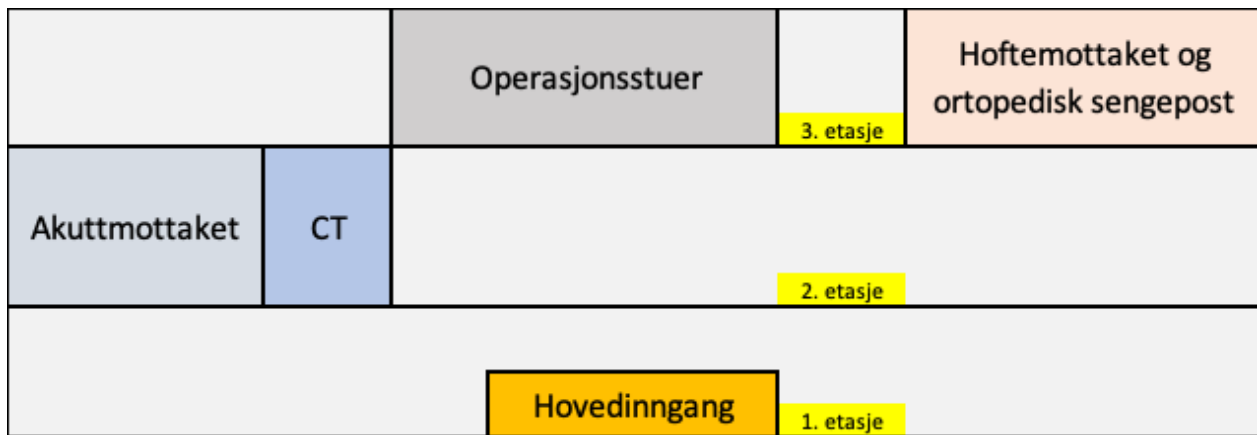 Operasjonsstuer
3. etasje
Hoftemottaket og
ortopedisk sengepost
Akuttmottaket
CT
2. etasje
Hovedinngang
1. etasje